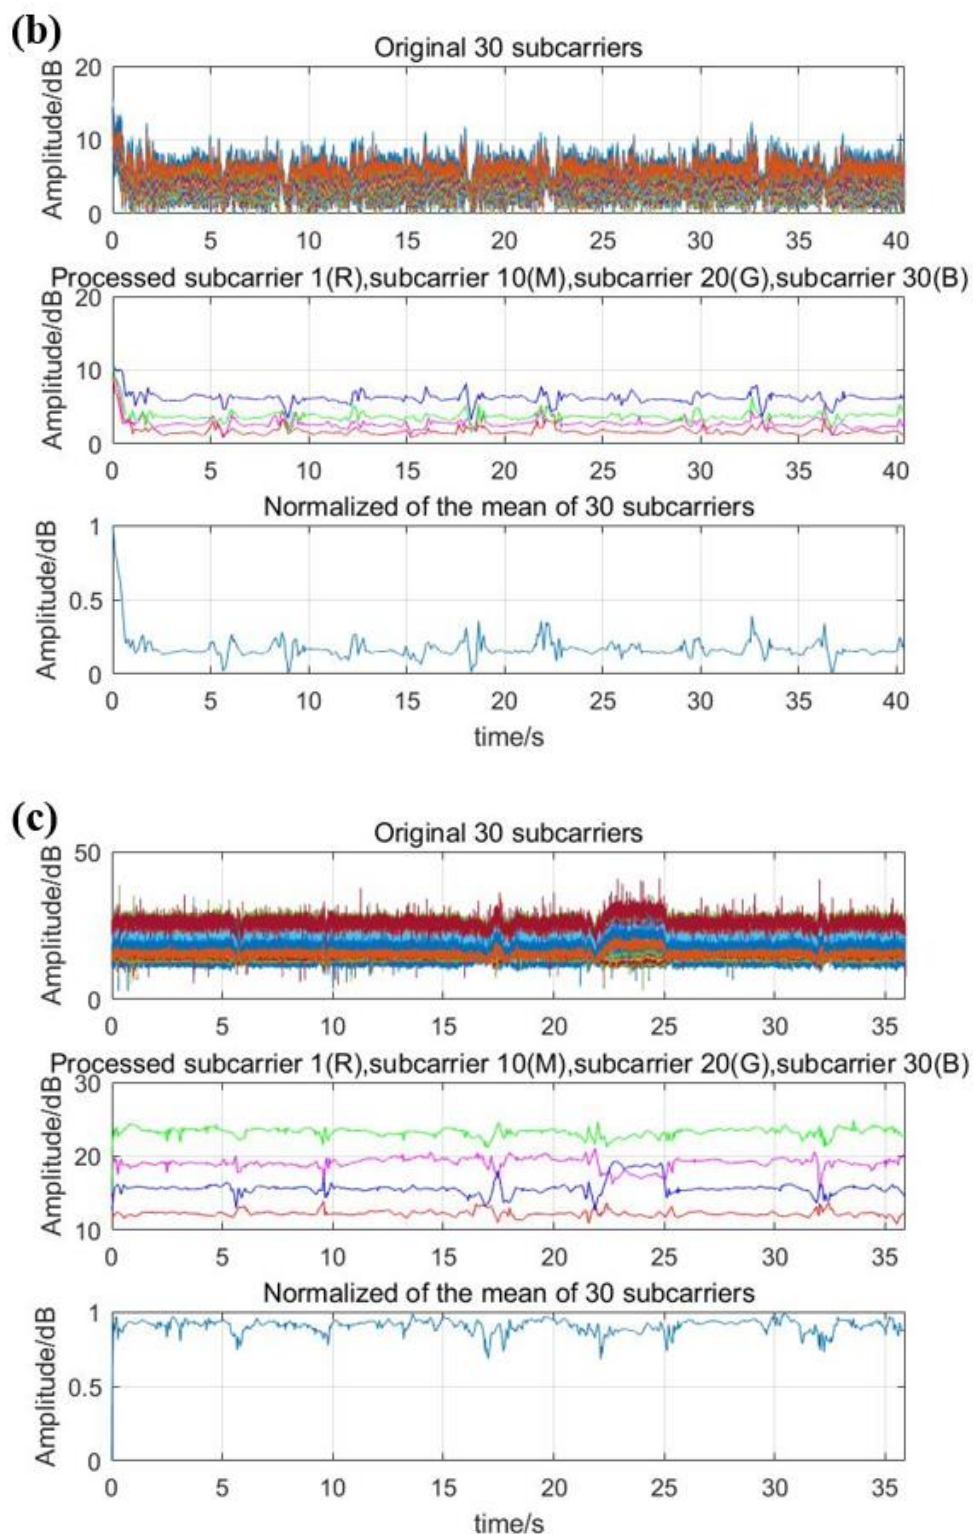 (b)
Original 30 subcarriers
Amplitude/dB
20
10
0
0 5 10 15 20 25 30 35 40
Processed subcarrier 1(R),subcarrier 10(M),subcarrier 20(G),subcarrier 30(B)
Amplitude/dB
20
10
0
0 5 10 15 20 25 30 35 40
Normalized of the mean of 30 subcarriers
Amplitude/dB
1
0.5
0
0 5 10 15 20 25 30 35 40
time/s
(c)
Original 30 subcarriers
Amplitude/dB
50
0
0 5 10 15 20 25 30 35
Processed subcarrier 1(R),subcarrier 10(M),subcarrier 20(G),subcarrier 30(B)
Amplitude/dB
30
20
10
0 5 10 15 20 25 30 35
Normalized of the mean of 30 subcarriers
Amplitude/dB
1
0.5
0
0 5 10 15 20 25 30 35
time/s